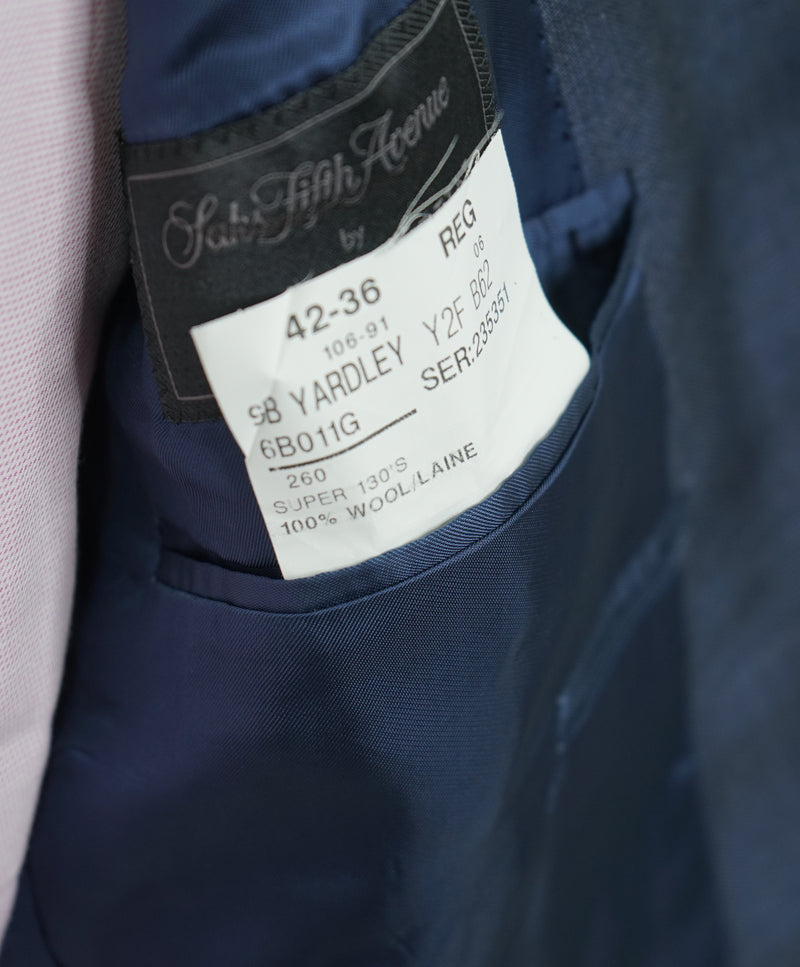 Saks Fifth Avenue
by
42-36 REG
106-91 06
9B YARDLEY Y2F B62
6B011G SER:235351
260
SUPER 130'S
100% WOOL/LAINE